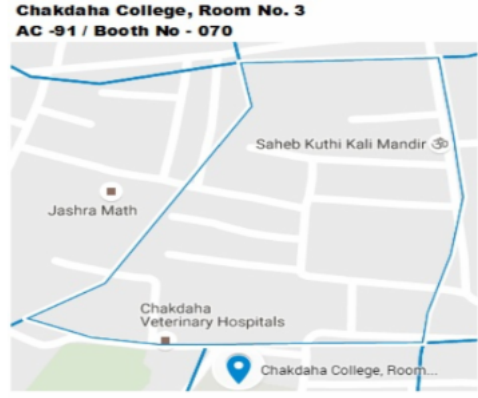 Chakdaha College, Room No. 3
AC -91 / Booth No - 070
Saheb Kuthi Kali Mandir ॐ
Jashra Math
Chakdaha
Veterinary Hospitals
Chakdaha College, Room...